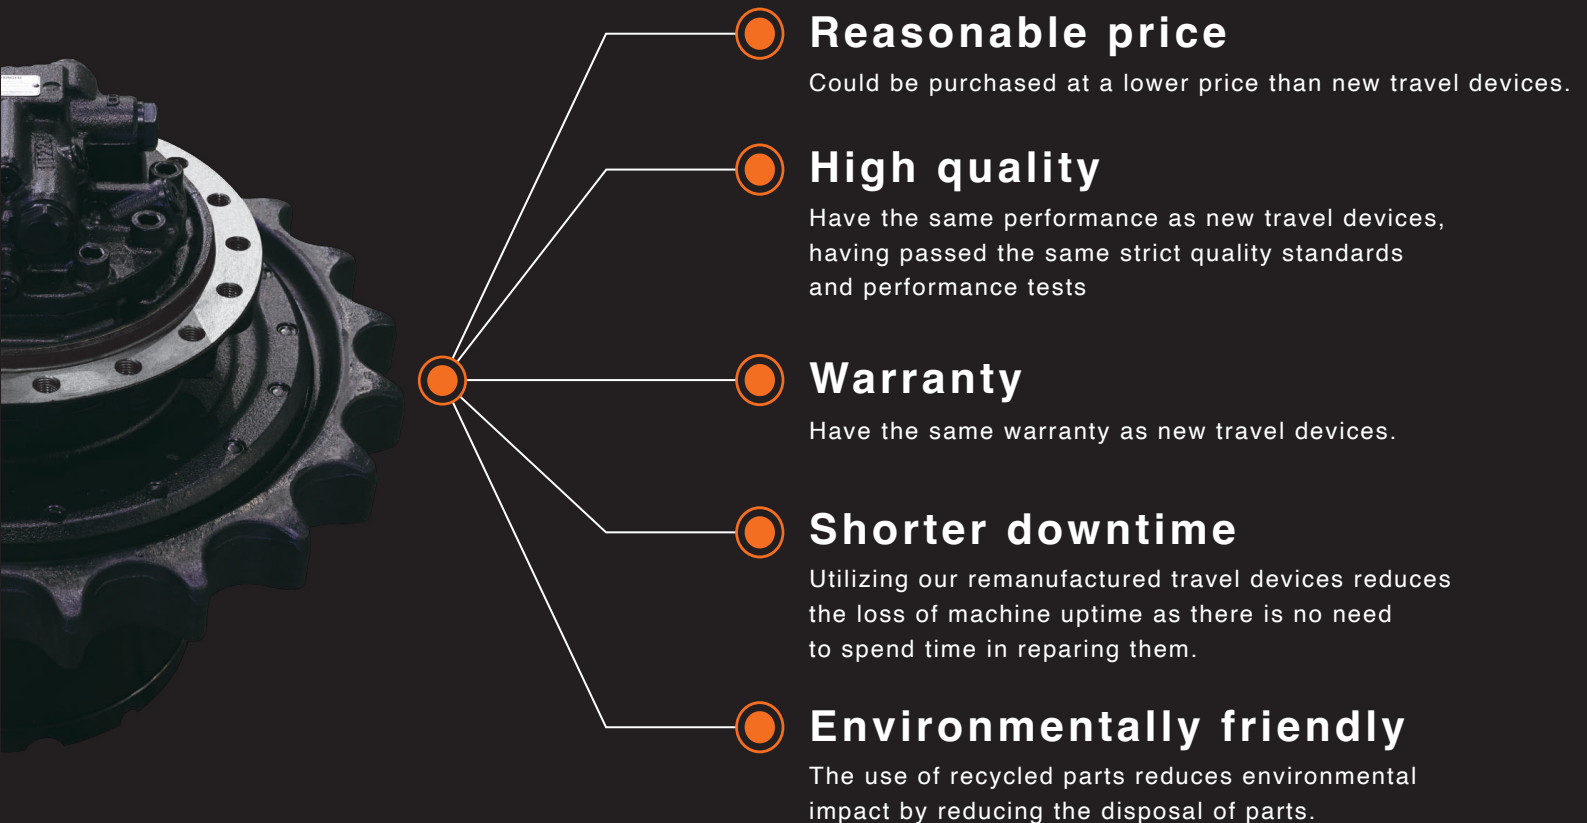 Reasonable price
Could be purchased at a lower price than new travel devices.
High quality
Have the same performance as new travel devices,
having passed the same strict quality standards
and performance tests
Warranty
Have the same warranty as new travel devices.
Shorter downtime
Utilizing our remanufactured travel devices reduces
the loss of machine uptime as there is no need
to spend time in reparing them.
Environmentally friendly
The use of recycled parts reduces environmental
impact by reducing the disposal of parts.